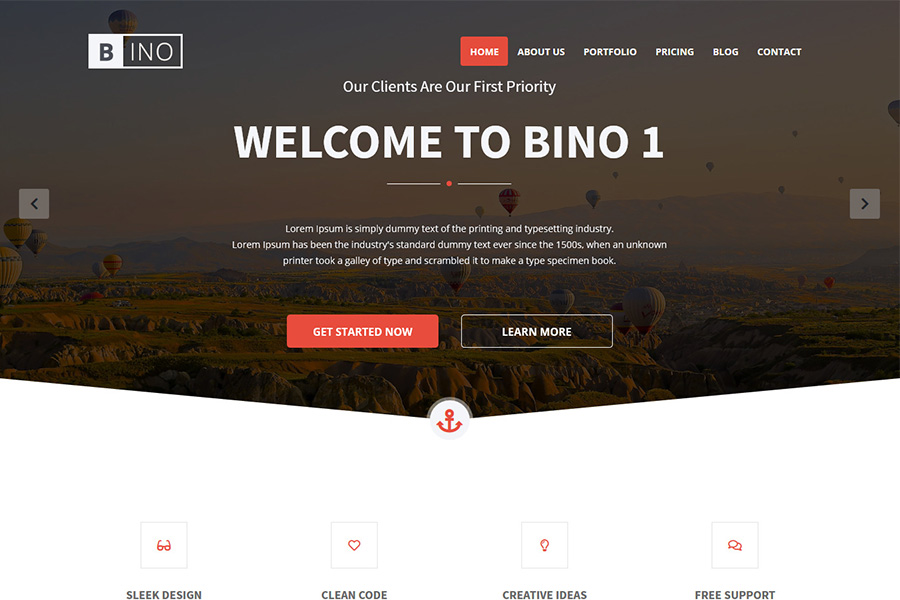 B INO
HOME ABOUT US PORTFOLIO PRICING BLOG CONTACT
Our Clients Are Our First Priority
WELCOME TO BINO 1
Lorem Ipsum is simply dummy text of the printing and typesetting industry.
Lorem Ipsum has been the industry's standard dummy text ever since the 1500s, when an unknown
printer took a galley of type and scrambled it to make a type specimen book.
GET STARTED NOW LEARN MORE
SLEEK DESIGN CLEAN CODE CREATIVE IDEAS FREE SUPPORT